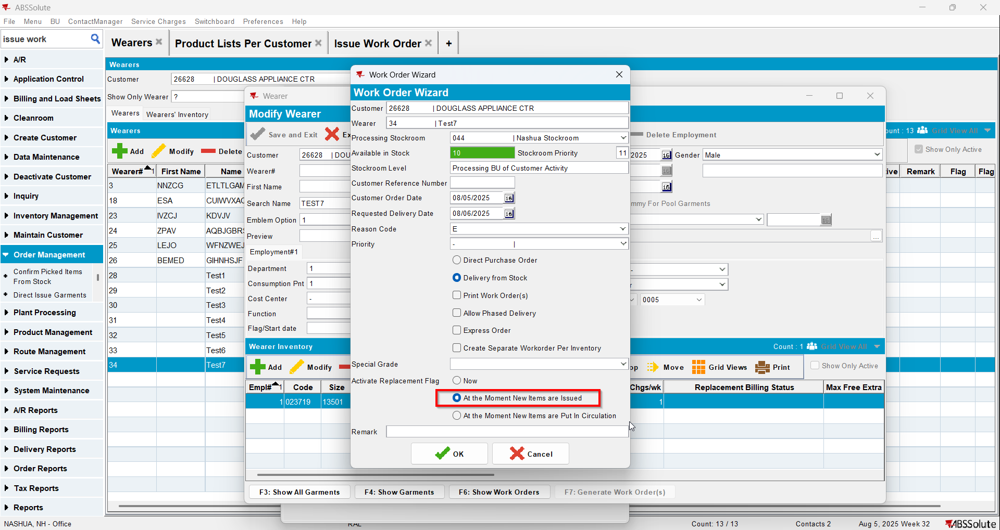 ABSSolute
File Menu BU ContactManager Service Charges Switchboard Preferences Help
issue work
Wearers
Product Lists Per Customer
Issue Work Order
+
A/R
Application Control
Billing and Load Sheets
Cleanroom
Create Customer
Data Maintenance
Deactivate Customer
Inquiry
Inventory Management
Maintain Customer
Order Management
Confirm Picked Items
From Stock
Direct Issue Garments
Plant Processing
Product Management
Route Management
Service Requests
System Maintenance
A/R Reports
Billing Reports
Delivery Reports
Order Reports
Tax Reports
Reports
Wearers
Customer 26628 | DOUGLASS APPLIANCE CTR
Show Only Wearer ?
Wearers Wearers' Inventory
Wearers
Add Modify Delete
Wearer# 1 First Name Name
3 NNZCG ETLTLGAM
18 ESA
23 IVZCJ KDVJV
24 ZPAV
25 LEJO WFNZWEJ
26 BEMED GIHNHSJF
28 Test1
29 Test2
30 Test3
31 Test4
32 Test5
33 Test6
34 Test7
Wearer
Modify Wearer
Save and Exit Ex
Customer 26628 | DOU
Wearer#
First Name
Search Name TEST7
Emblem Option 1
Preview
Employment#1
Department 1
Consumption Pnt 1
Cost Center -
Function
Flag/Start date
Wearer Inventory
Add Modify
Empl# 1 Code Size
1 023719 13501
F3: Show All Garments F4: Show Garments F6: Show Work Orders F7: Generate Work Order(s)
Work Order Wizard
Work Order Wizard
Customer 26628 | DOUGLASS APPLIANCE CTR
Wearer 34 | Test7
Processing Stockroom 044 | Nashua Stockroom
Available in Stock 10 Stockroom Priority 11
Stockroom Level Processing BU of Customer Activity
Customer Reference Number
Customer Order Date 08/05/2025 16
Requested Delivery Date 08/06/2025 16
Reason Code E
Priority - |
Direct Purchase Order
Delivery from Stock
Print Work Order(s)
Allow Phased Delivery
Express Order
Create Separate Workorder Per Inventory
Special Grade
Activate Replacement Flag Now
At the Moment New Items are Issued
At the Moment New Items are Put In Circulation
Remark
OK Cancel
Delete Employment
2025 16 Gender Male
16
16
mmy For Pool Garments
16
...
-
r
0005
Count : 1 Grid View All
op Move Grid Views Print Show Only Active
Chgs/wk Replacement Billing Status Max Free Extra
1
ount : 13 Grid View All
Show Only Active
ive Remark Flag Flag
NASHUA, NH - Office RAL Count: 13 / 13 Contacts 2 Aug 5, 2025 Week 32 ABSSolute